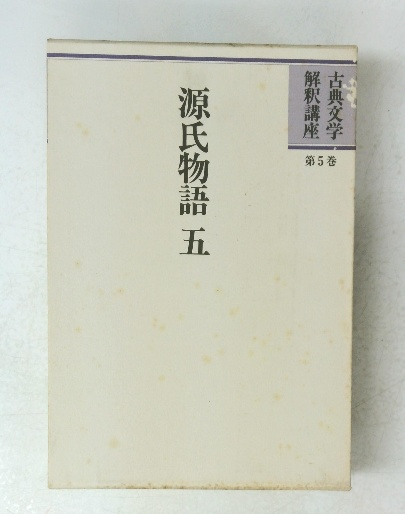 古典文学
解釈講座
第5巻
源氏物語 五